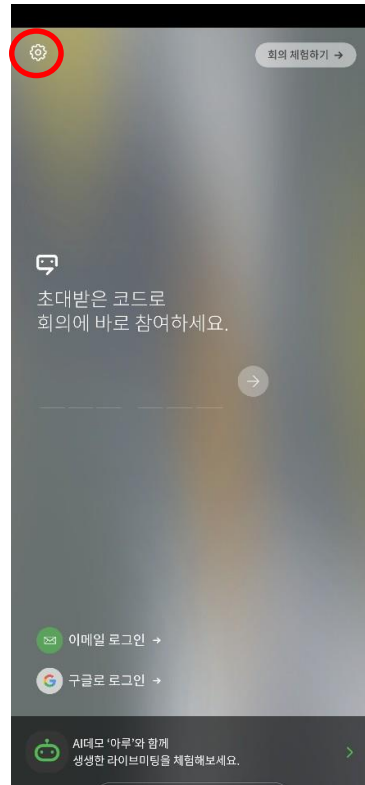 회의 체험하기 →
초대받은 코드로
회의에 바로 참여하세요.
이메일 로그인 →
구글로 로그인 →
AI데모 '아루'와 함께
생생한 라이브미팅을 체험해보세요.